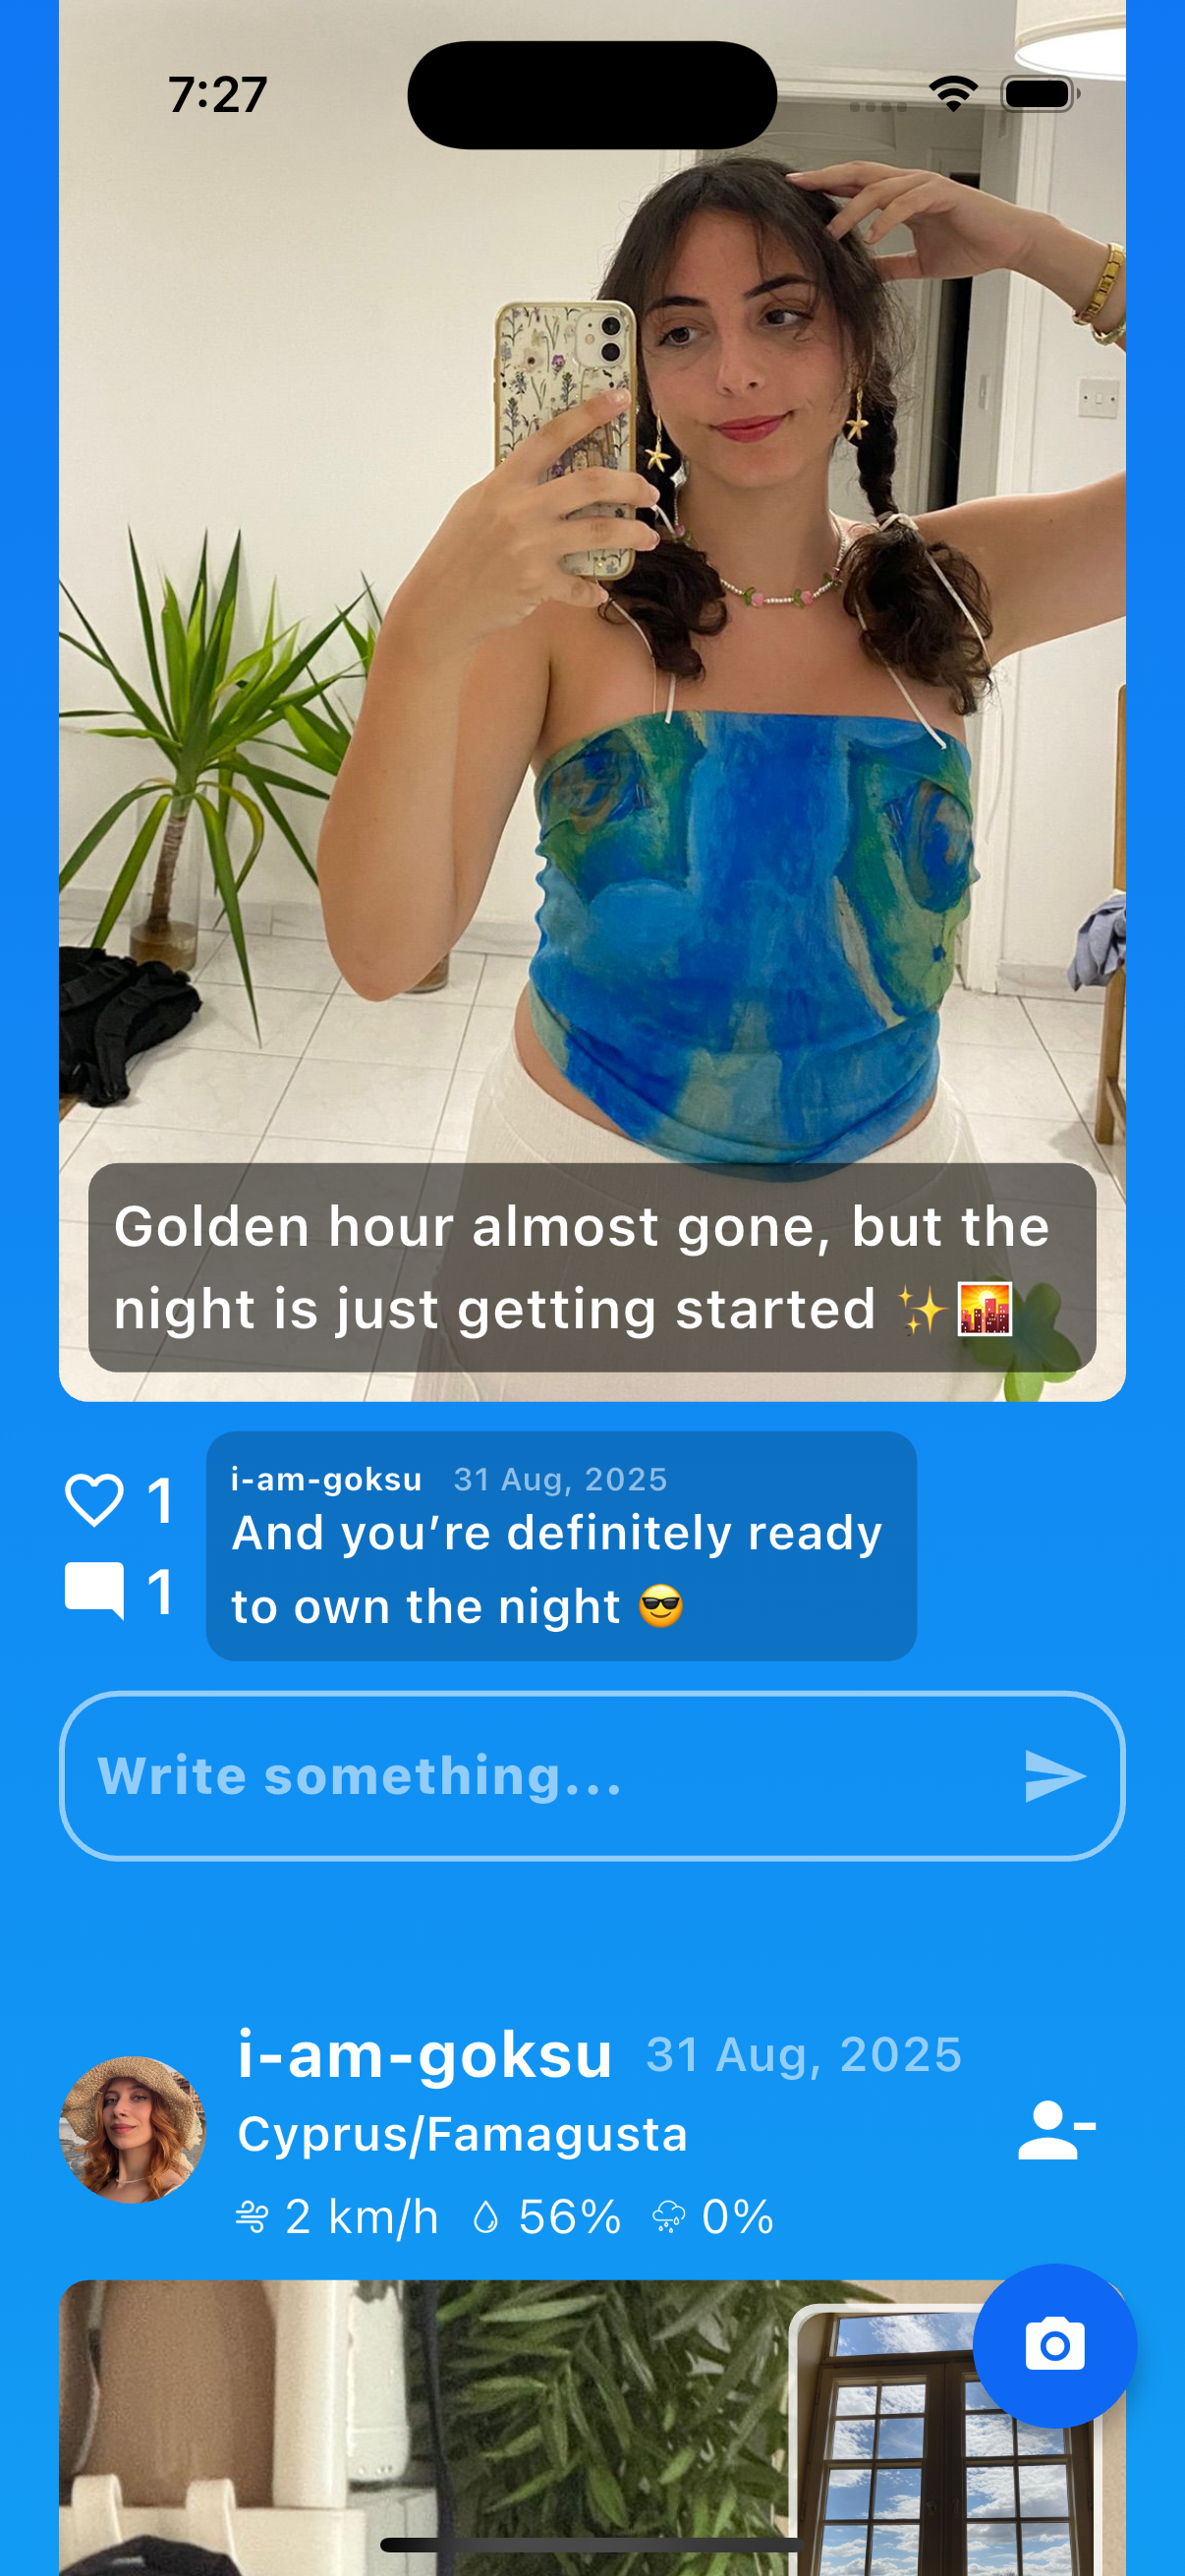 7:27
Golden hour almost gone, but the
night is just getting started ✨🌇
1
i-am-goksu 31 Aug, 2025
And you’re definitely ready
to own the night 😎
1
Write something...
i-am-goksu 31 Aug, 2025
Cyprus/Famagusta
2 km/h 56% 0%